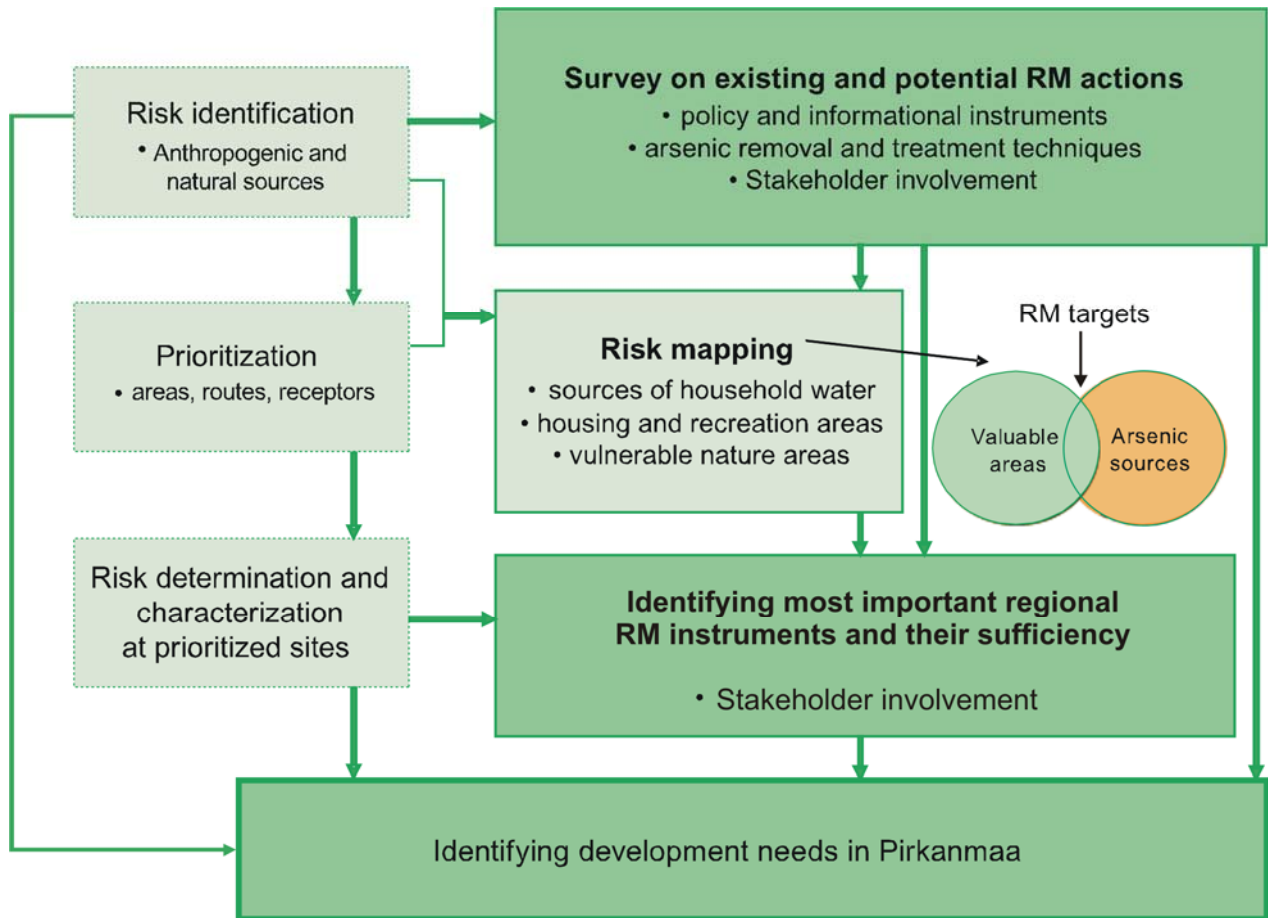 Survey on existing and potential RM actions
• policy and informational instruments
• arsenic removal and treatment techniques
• Stakeholder involvement
Risk identification
• Anthropogenic and
natural sources
Prioritization
• areas, routes, receptors
Risk mapping
• sources of household water
• housing and recreation areas
• vulnerable nature areas
RM targets
Valuable
areas
Arsenic
sources
Risk determination and
characterization
at prioritized sites
Identifying most important regional
RM instruments and their sufficiency
• Stakeholder involvement
Identifying development needs in Pirkanmaa